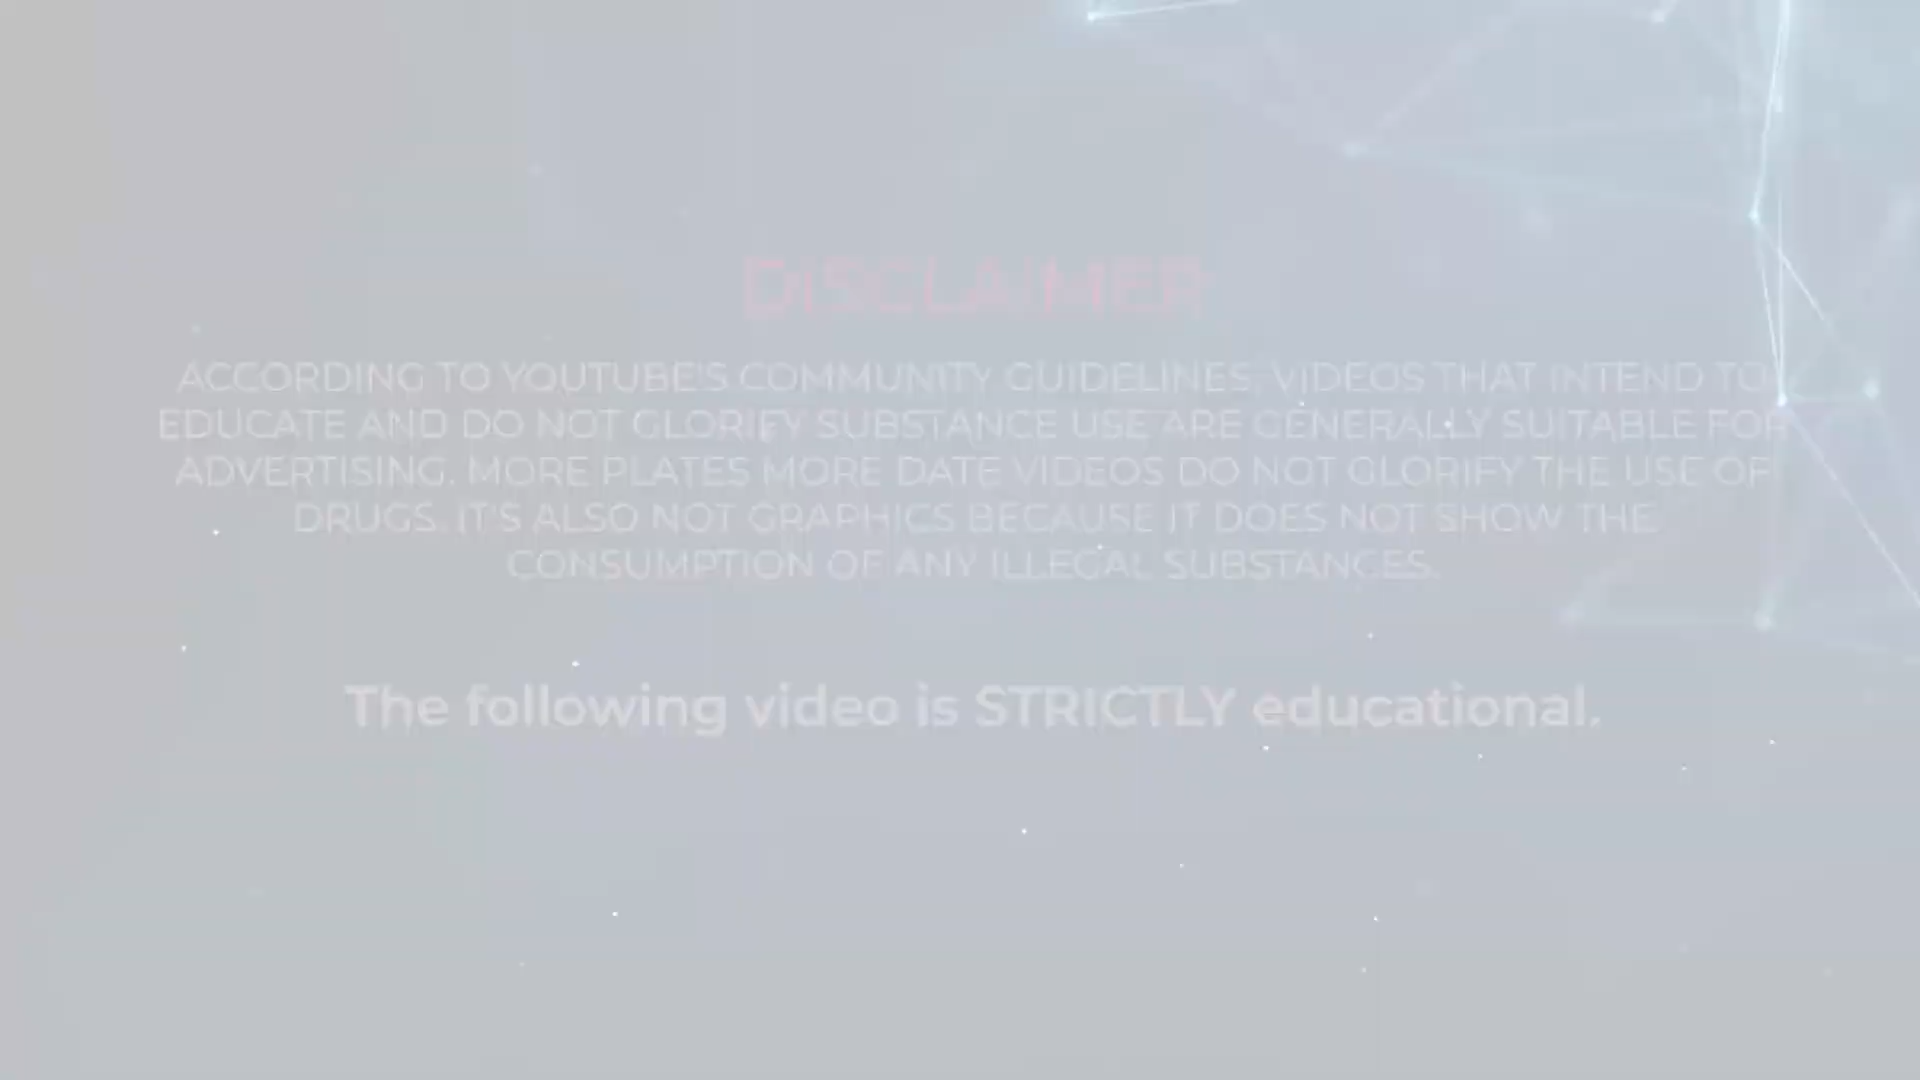 DISCLAIMER
ACCORDING TO YOUTUBE'S COMMUNITY GUIDELINES, VIDEOS THAT INTEND TO
EDUCATE AND DO NOT GLORIFY SUBSTANCE USE ARE GENERALLY SUITABLE FOR
ADVERTISING. MORE PLATES MORE DATE VIDEOS DO NOT GLORIFY THE USE OF
DRUGS. IT'S ALSO NOT GRAPHICS BECAUSE IT DOES NOT SHOW THE
CONSUMPTION OF ANY ILLEGAL SUBSTANCES.
The following video is STRICTLY educational.